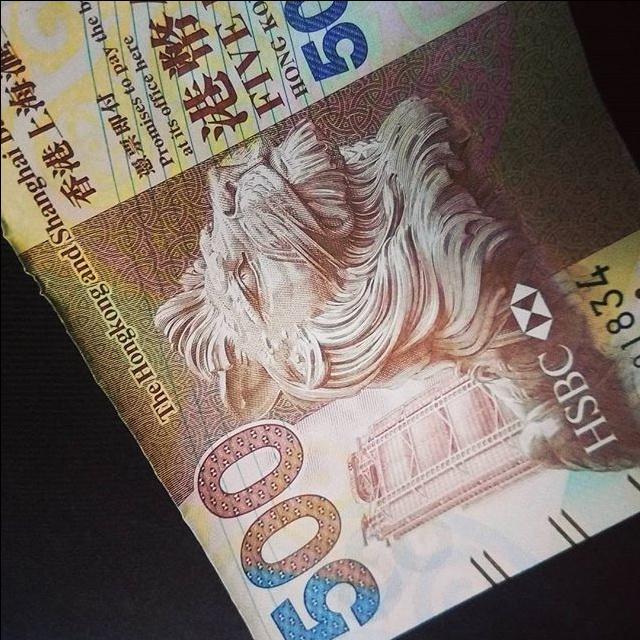 The Hongkong and Shanghai B
香港上海滙
憑票即付
Promises to pay the b
at its office here
港幣
FIVE
HONG KO
50
500
HSBC
1834